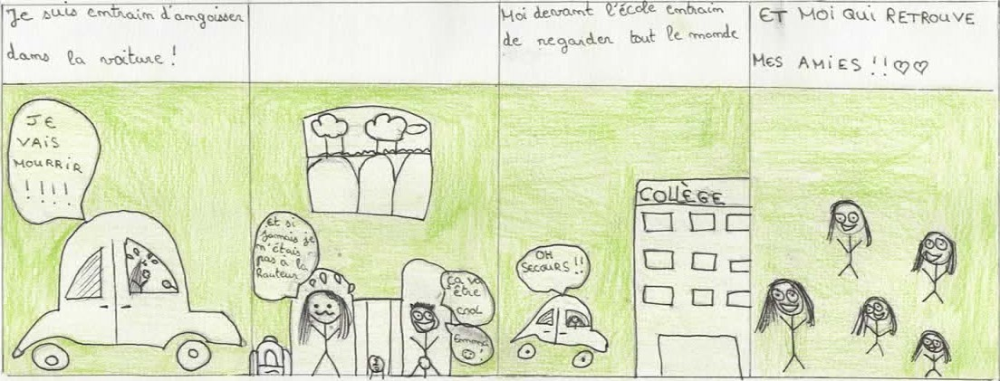 Je suis entrain d'angoisser
dans la voiture !
JE
VAIS
MOURRIR
!!!!
Et si
jamais je
n'étais
pas à la
hauteur
ça va
être
cool
Moi devant l'école entrain
de regarder tout le monde
OH
SECOURS !!
COLLÈGE
ET MOI QUI RETROUVE
MES AMIES !!♡♡